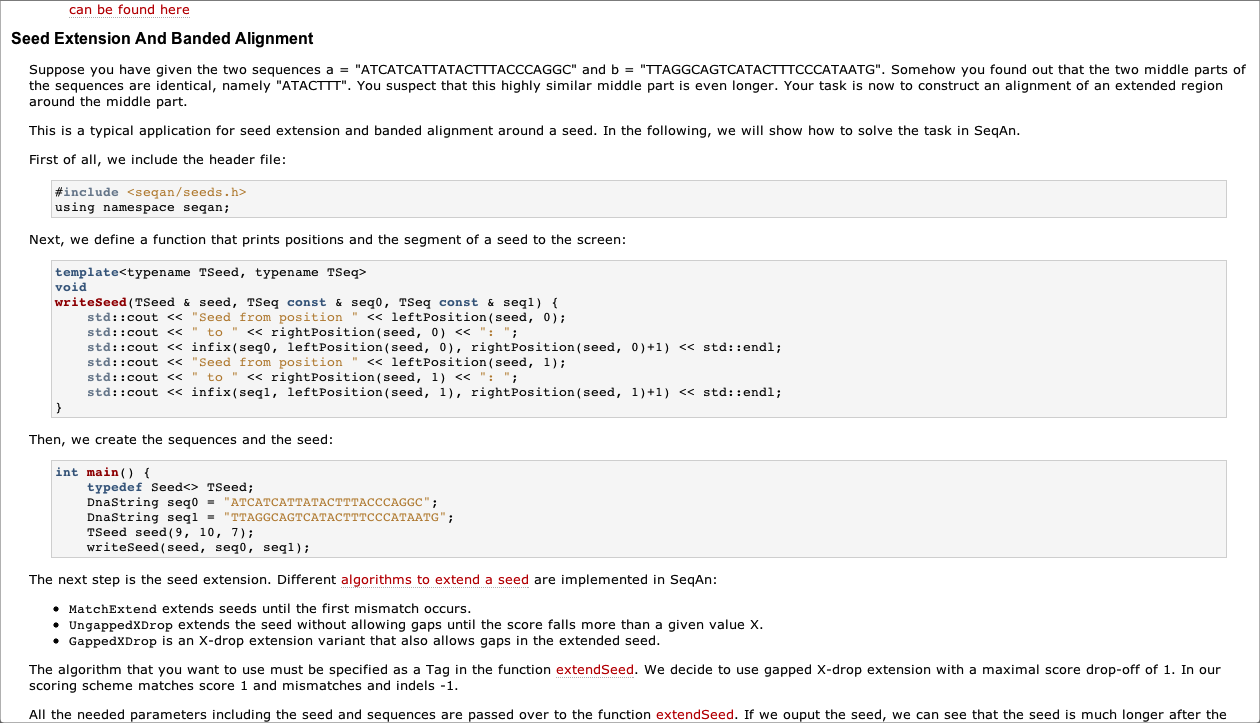 can be found here
Seed Extension And Banded Alignment
Suppose you have given the two sequences a = "ATCATCATTATACTTTACCCAGGC" and b = "TTAGGCAGTCATACTTTCCCATAATG". Somehow you found out that the two middle parts of
the sequences are identical, namely "ATACTTT". You suspect that this highly similar middle part is even longer. Your task is now to construct an alignment of an extended region
around the middle part.
This is a typical application for seed extension and banded alignment around a seed. In the following, we will show how to solve the task in SeqAn.
First of all, we include the header file:
#include <seqan/seeds.h>
using namespace seqan;
Next, we define a function that prints positions and the segment of a seed to the screen:
template<typename TSeed, typename TSeq>
void
writeSeed(TSeed & seed, TSeq const & seq0, TSeq const & seq1) {
    std::cout << "Seed from position " << leftPosition(seed, 0);
    std::cout << " to " << rightPosition(seed, 0) << ": ";
    std::cout << infix(seq0, leftPosition(seed, 0), rightPosition(seed, 0)+1) << std::endl;
    std::cout << "Seed from position " << leftPosition(seed, 1);
    std::cout << " to " << rightPosition(seed, 1) << ": ";
    std::cout << infix(seq1, leftPosition(seed, 1), rightPosition(seed, 1)+1) << std::endl;
}
Then, we create the sequences and the seed:
int main() {
    typedef Seed<> TSeed;
    DnaString seq0 = "ATCATCATTATACTTTACCCAGGC";
    DnaString seq1 = "TTAGGCAGTCATACTTTCCCATAATG";
    TSeed seed(9, 10, 7);
    writeSeed(seed, seq0, seq1);
The next step is the seed extension. Different algorithms to extend a seed are implemented in SeqAn:
• MatchExtend extends seeds until the first mismatch occurs.
• UngappedXDrop extends the seed without allowing gaps until the score falls more than a given value X.
• GappedXDrop is an X-drop extension variant that also allows gaps in the extended seed.
The algorithm that you want to use must be specified as a Tag in the function extendSeed. We decide to use gapped X-drop extension with a maximal score drop-off of 1. In our
scoring scheme matches score 1 and mismatches and indels -1.
All the needed parameters including the seed and sequences are passed over to the function extendSeed. If we ouput the seed, we can see that the seed is much longer after the